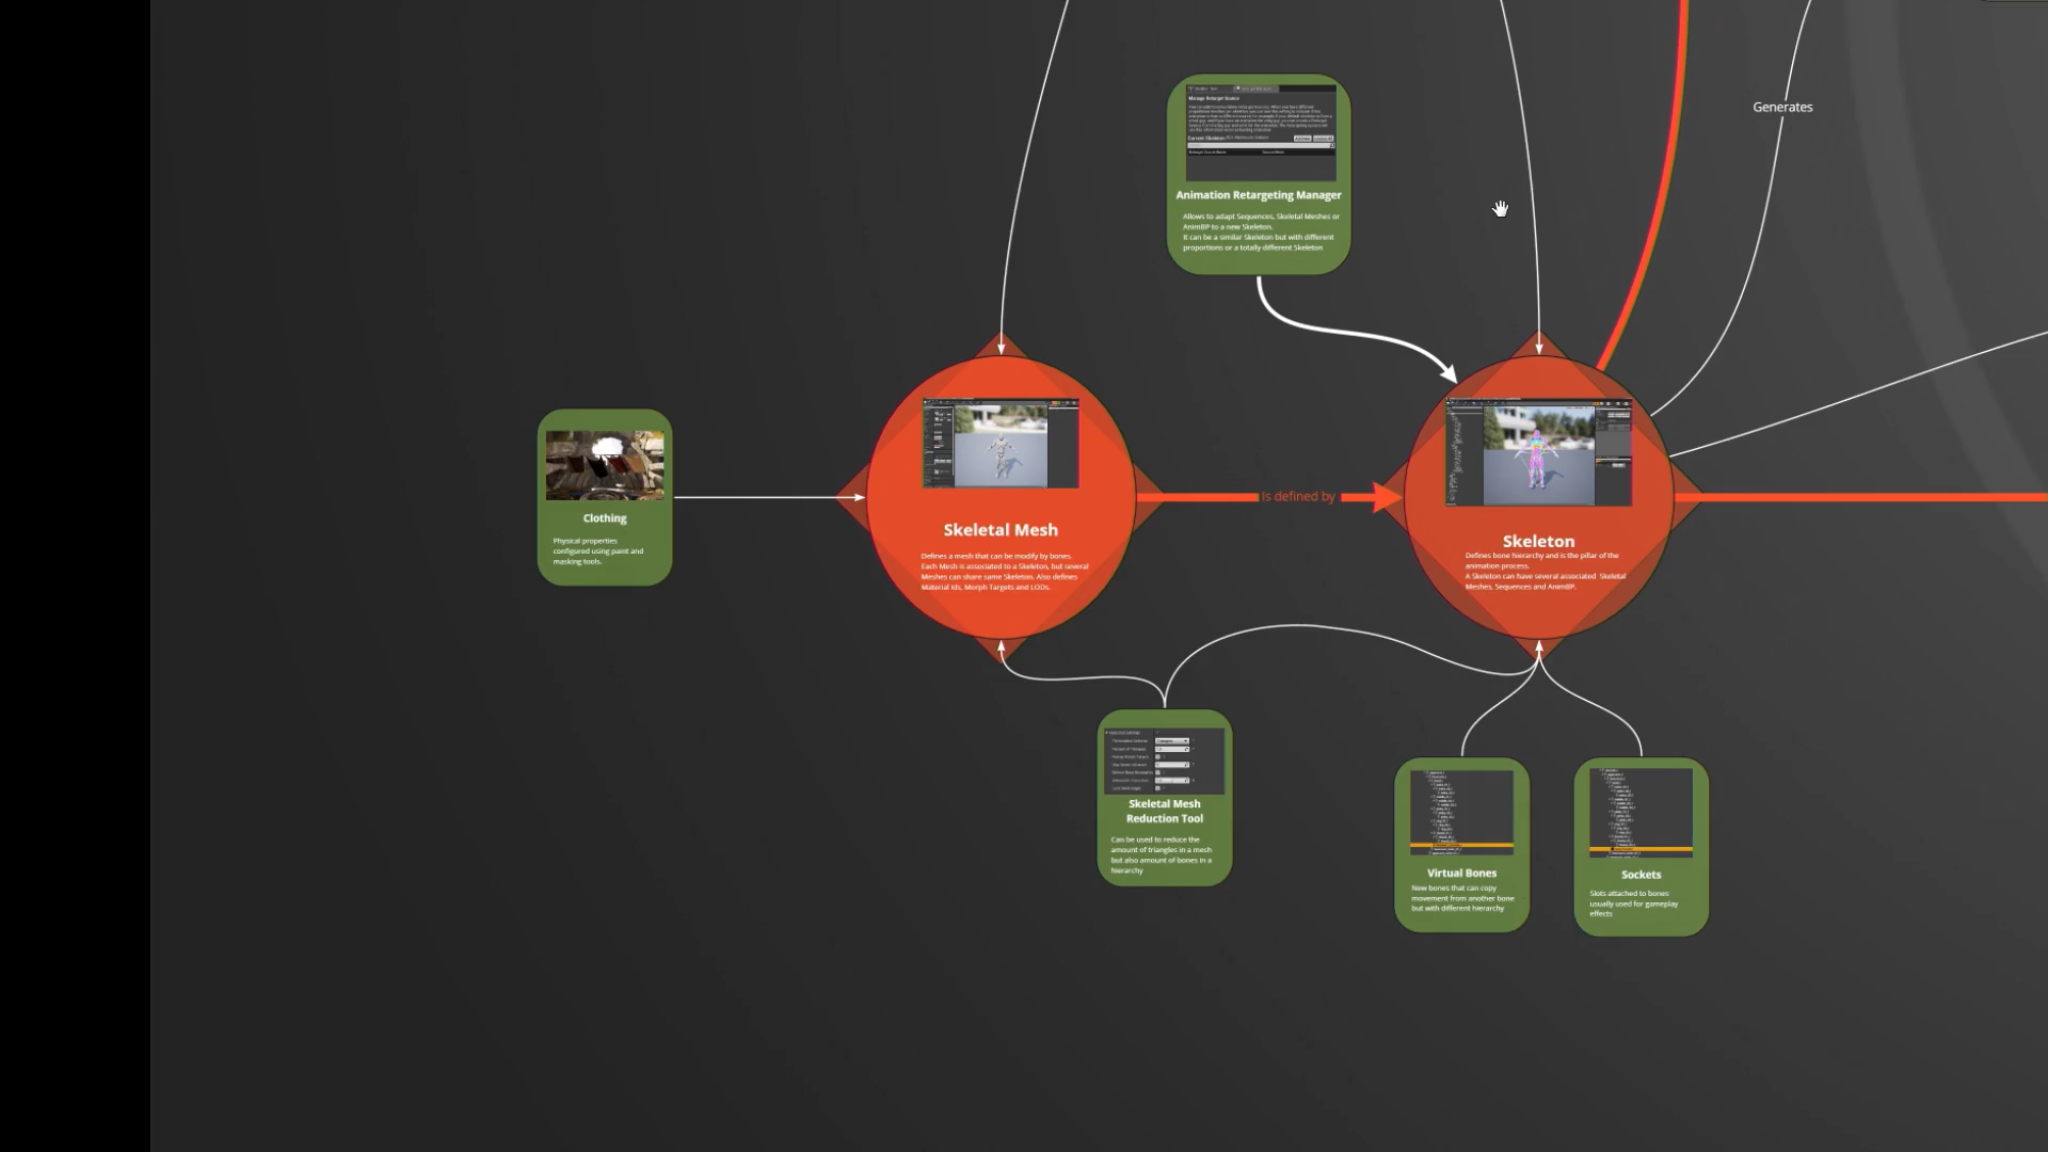 Generates
Manage Retarget Source
Animation Retargeting Manager
Allows to adapt Sequences, Skeletal Meshes or
AnimBP to a new Skeleton.
It can be a similar Skeleton but with different
proportions or a totally different Skeleton
Clothing
Physical properties
configured using paint and
masking tools.
Skeletal Mesh
Defines a mesh that can be modify by bones.
Each Mesh is associated to a Skeleton, but several
Meshes can share same Skeleton. Also defines
Material Ids, Morph Targets and LODs.
Is defined by
Skeleton
Defines bone hierarchy and is the pillar of the
animation process.
A Skeleton can have several associated Skeletal
Meshes, Sequences and AnimBP.
Skeletal Mesh
Reduction Tool
Can be used to reduce the
amount of triangles in a mesh
but also amount of bones in a
hierarchy
Virtual Bones
New bones that can copy
movement from another bone
but with different hierarchy
Sockets
Slots attached to bones
usually used for gameplay
effects